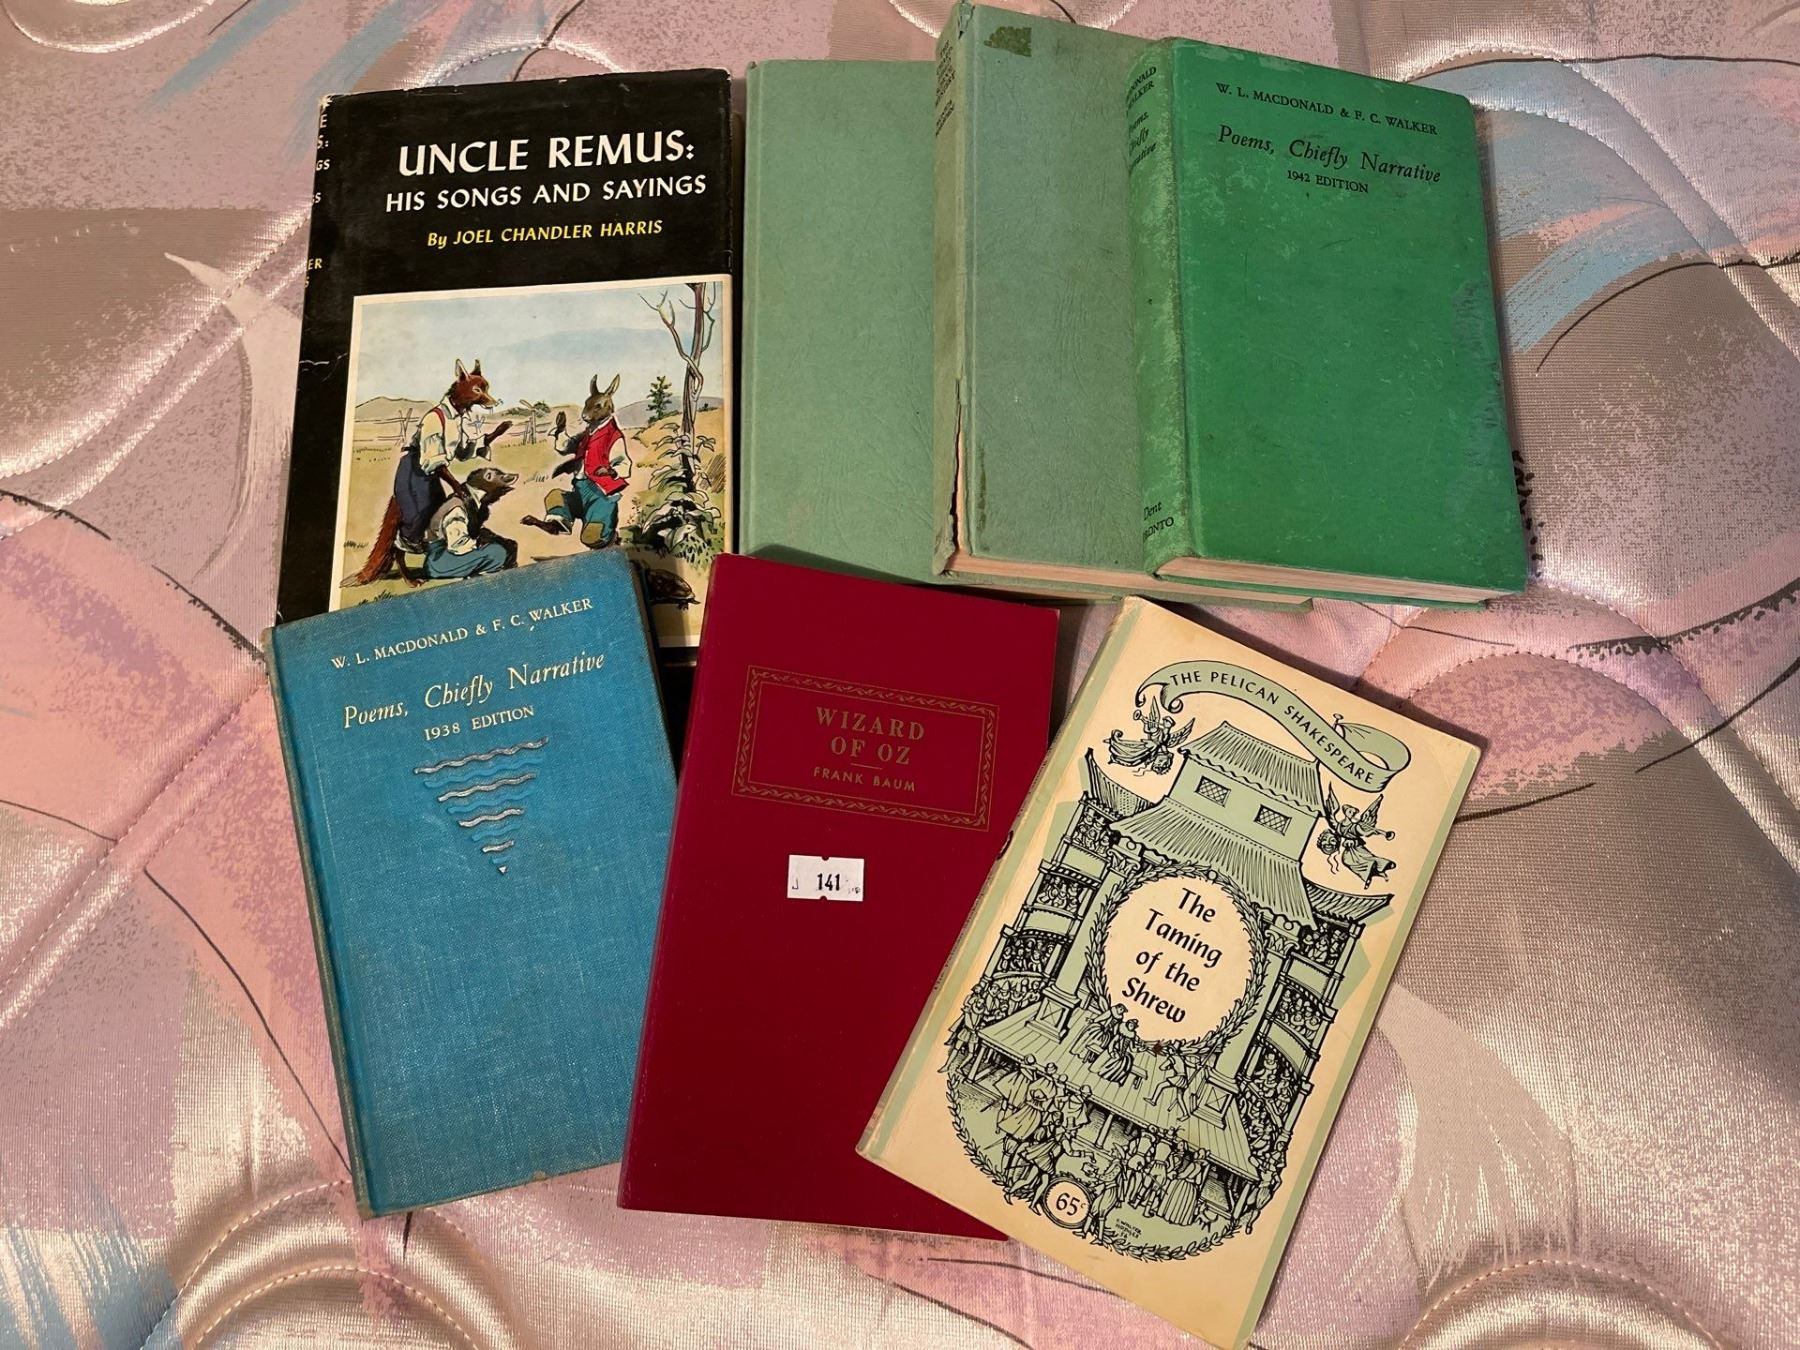 UNCLE REMUS:
HIS SONGS AND SAYINGS
By JOEL CHANDLER HARRIS
W. L. MACDONALD & F. C. WALKER
Poems, Chiefly Narrative
1942 EDITION
Dent
W. L. MACDONALD & F. C. WALKER
Poems, Chiefly Narrative
1938 EDITION
WIZARD
OF OZ
FRANK BAUM
141
THE PELICAN SHAKESPEARE
The
Taming
of the
Shrew
65¢